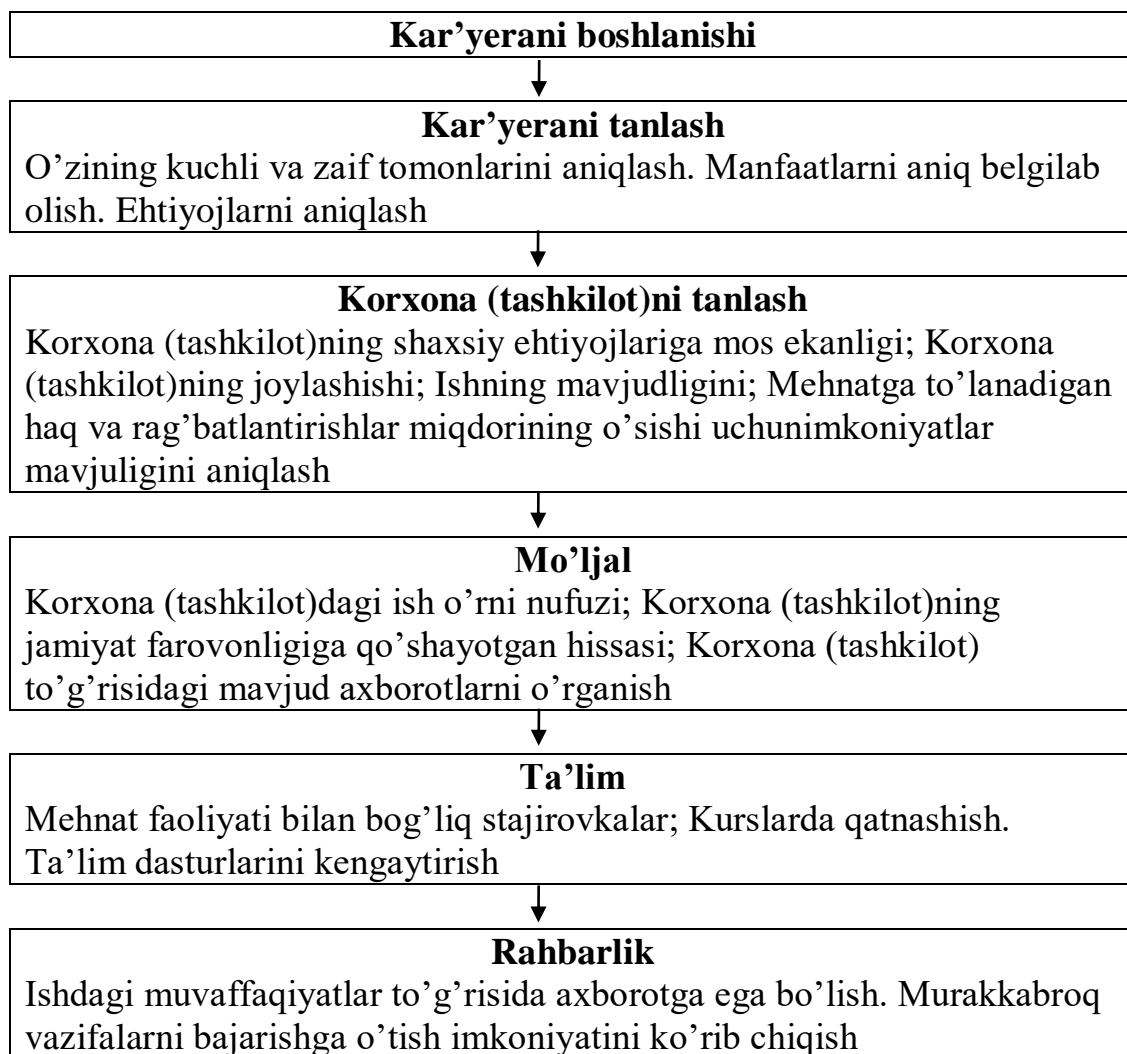 Kar’yerani boshlanishi
Kar’yerani tanlash
O’zining kuchli va zaif tomonlarini aniqlash. Manfaatlarni aniq belgilab
olish. Ehtiyojlarni aniqlash
Korxona (tashkilot)ni tanlash
Korxona (tashkilot)ning shaxsiy ehtiyojlariga mos ekanligi; Korxona
(tashkilot)ning joylashishi; Ishning mavjudligini; Mehnatga to’lanadigan
haq va rag’batlantirishlar miqdorining o’sishi uchunimkoniyatlar
mavjuligini aniqlash
Mo’ljal
Korxona (tashkilot)dagi ish o’rni nufuzi; Korxona (tashkilot)ning
jamiyat farovonligiga qo’shayotgan hissasi; Korxona (tashkilot)
to’g’risidagi mavjud axborotlarni o’rganish
Ta’lim
Mehnat faoliyati bilan bog’liq stajirovkalar; Kurslarda qatnashish.
Ta’lim dasturlarini kengaytirish
Rahbarlik
Ishdagi muvaffaqiyatlar to’g’risida axborotga ega bo’lish. Murakkabroq
vazifalarni bajarishga o’tish imkoniyatini ko’rib chiqish